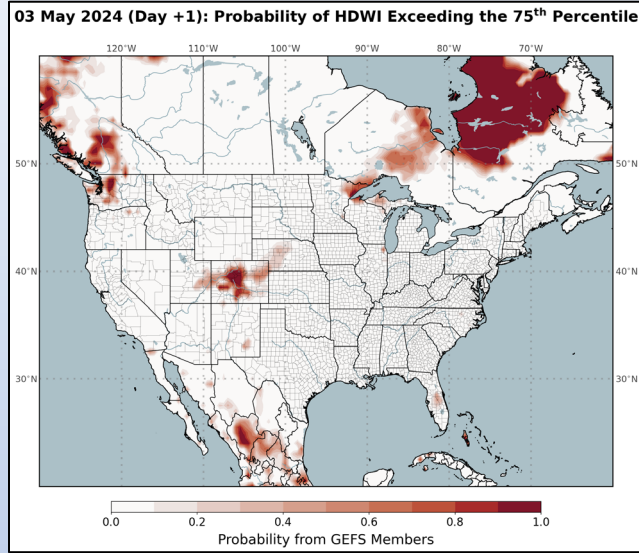 03 May 2024 (Day +1): Probability of HDWI Exceeding the 75th Percentile
120°W 110°W 100°W 90°W 80°W 70°W
50°N 50°N
40°N 40°N
30°N 30°N
0.0 0.2 0.4 0.6 0.8 1.0
Probability from GEFS Members